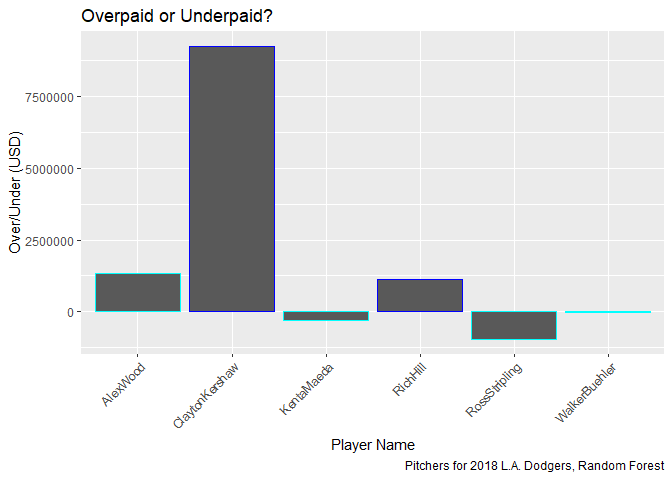 Overpaid or Underpaid?
Over/Under (USD)
7500000
5000000
2500000
0
AlexWood
ClaytonKershaw
KentaMaeda
RichHill
RossStripling
WalkerBuehler
Player Name
Pitchers for 2018 L.A. Dodgers, Random Forest